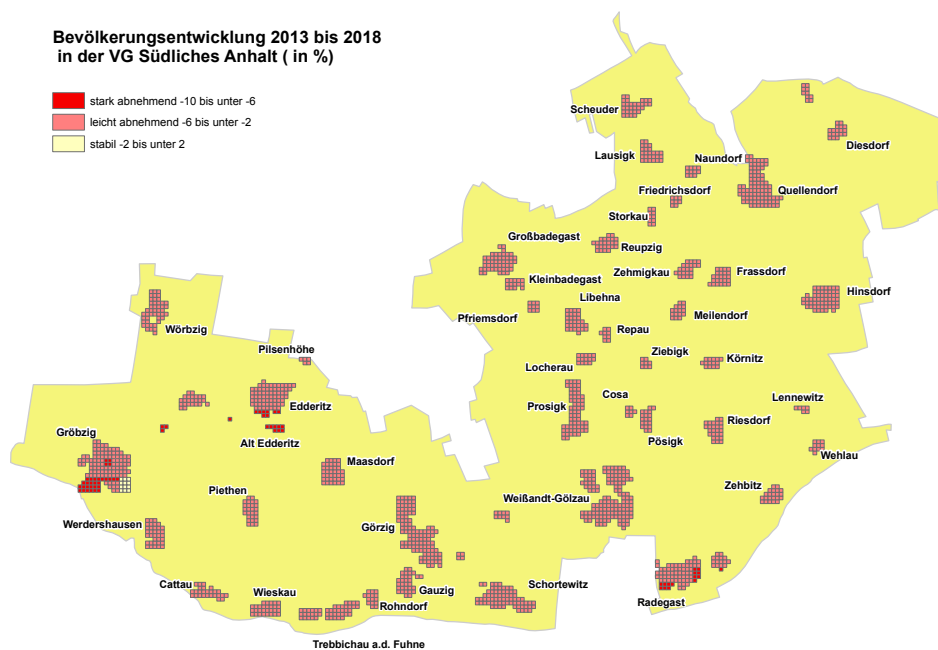 Bevölkerungsentwicklung 2013 bis 2018
in der VG Südliches Anhalt ( in %)
stark abnehmend -10 bis unter -6
leicht abnehmend -6 bis unter -2
stabil -2 bis unter 2
Scheuder
Diesdorf
Lausigk
Naundorf
Friedrichsdorf
Quellendorf
Storkau
Großbadegast
Reupzig
Zehmigkau
Frassdorf
Kleinbadegast
Hinsdorf
Libehna
Pfriemsdorf
Meilendorf
Wörbzig
Repau
Pilsenhöhe
Ziebigk
Körnitz
Locherau
Edderitz
Prosigk
Cosa
Lennewitz
Riesdorf
Gröbzig
Alt Edderitz
Pösigk
Wehlau
Maasdorf
Piethen
Weißandt-Gölzau
Zehbitz
Werdershausen
Görzig
Cattau
Wieskau
Gauzig
Schortewitz
Rohndorf
Radegast
Trebbichau a.d. Fuhne